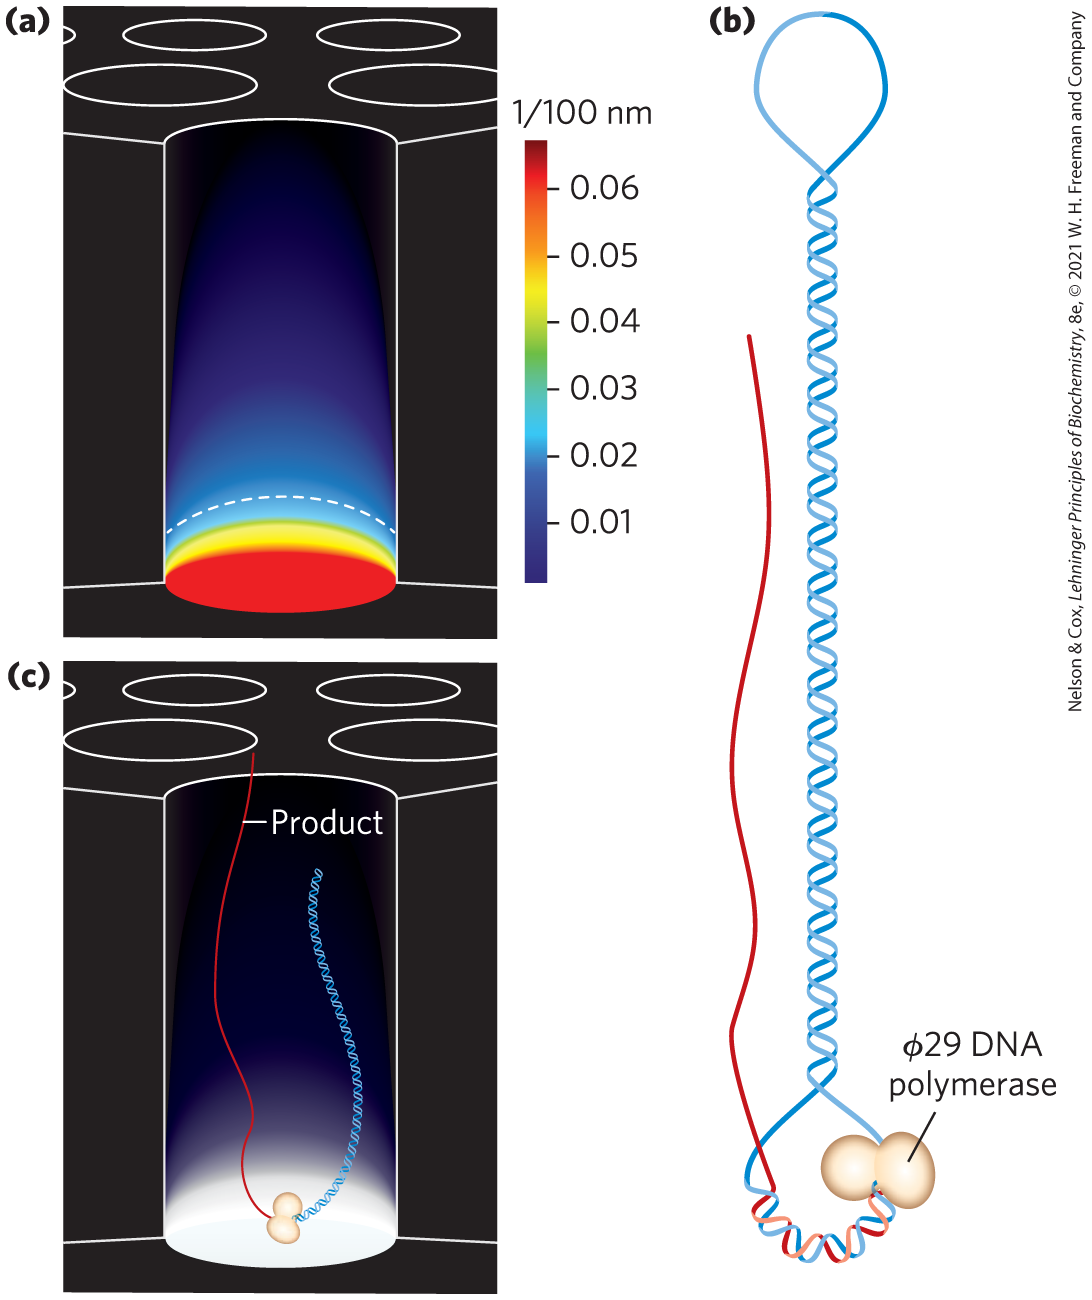 (a)
1/100 nm
0.06
0.05
0.04
0.03
0.02
0.01
(b)
ϕ29 DNA
polymerase
(c)
Product
Nelson & Cox, Lehninger Principles of Biochemistry, 8e, © 2021 W. H. Freeman and Company